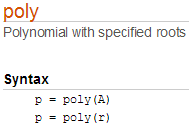 poly
Polynomial with specified roots
Syntax
p = poly(A)
p = poly(r)